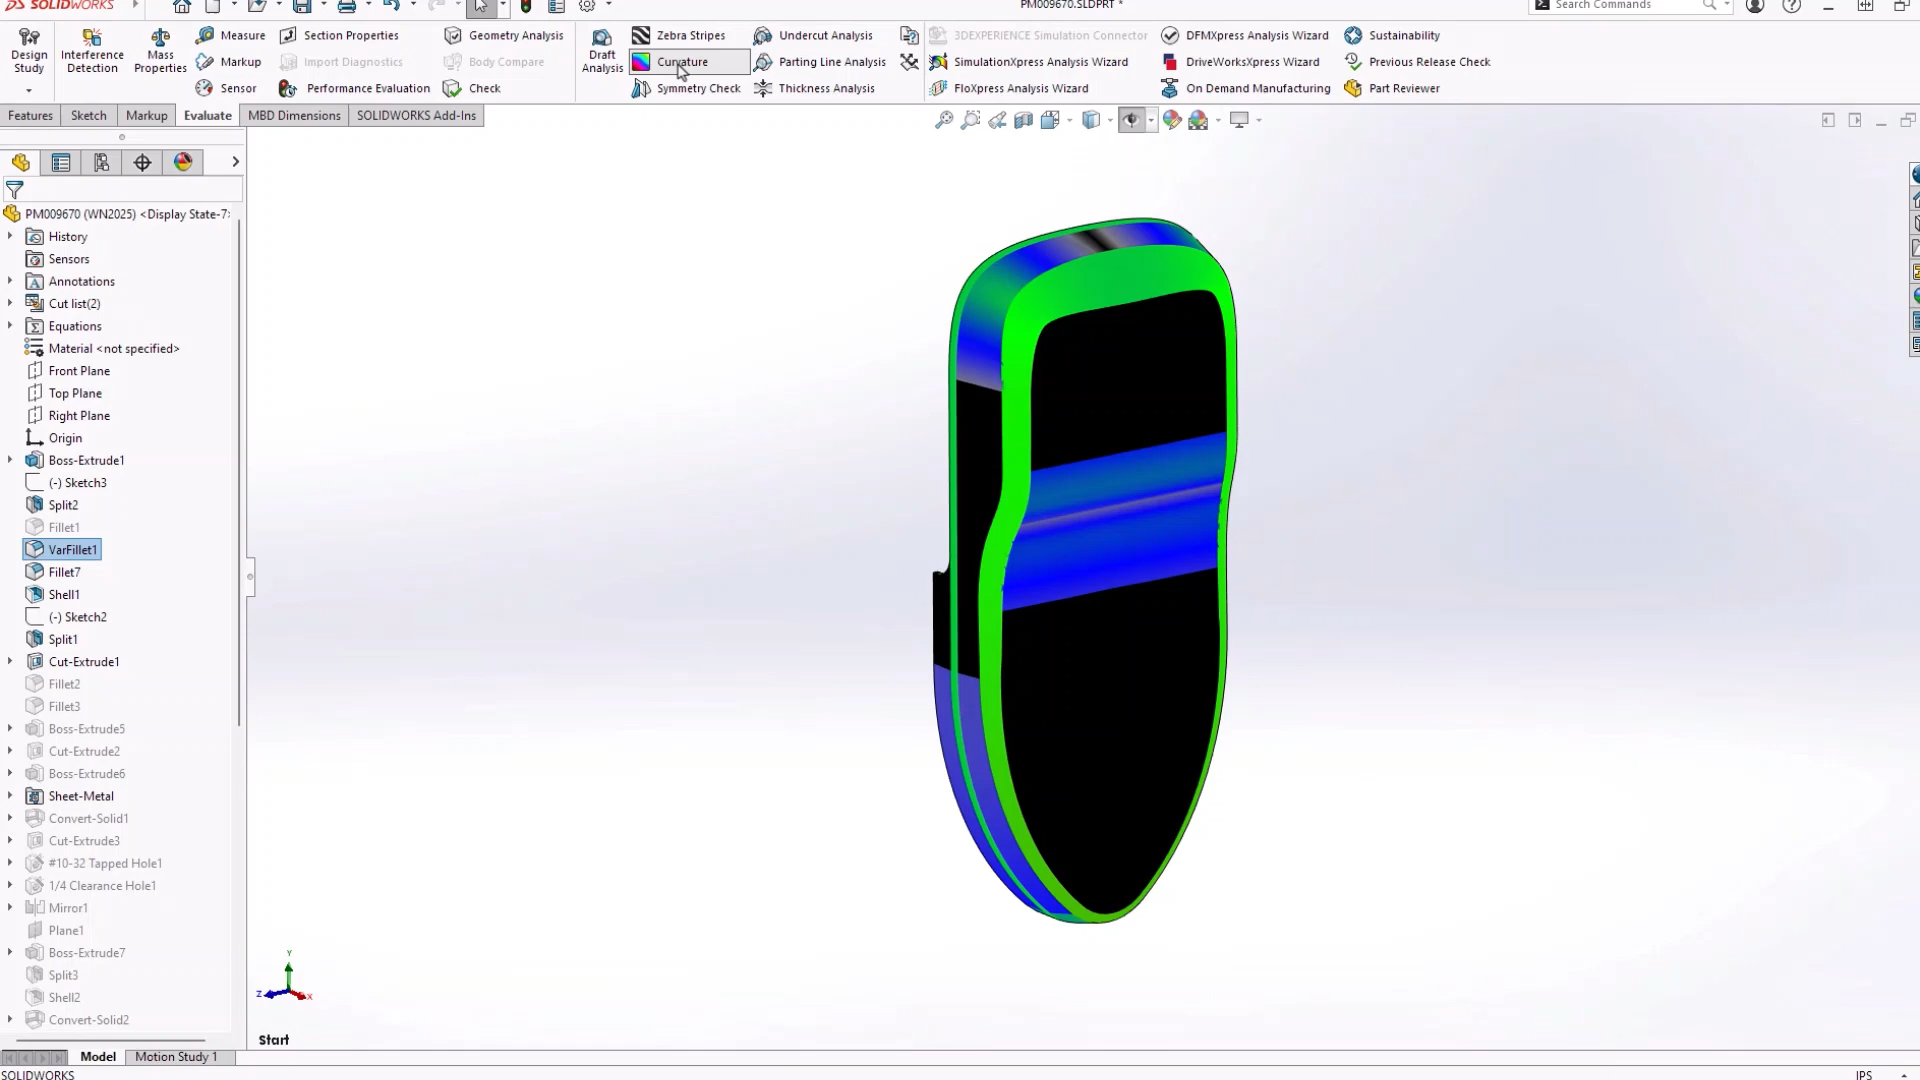 SOLIDWORKS
PM009670.SLDPRT *
Search Commands
Design Study
Interference Detection
Mass Properties
Measure
Markup
Sensor
Section Properties
Import Diagnostics
Performance Evaluation
Geometry Analysis
Body Compare
Check
Draft Analysis
Zebra Stripes
Curvature
Symmetry Check
Undercut Analysis
Parting Line Analysis
Thickness Analysis
3DEXPERIENCE Simulation Connector
SimulationXpress Analysis Wizard
FloXpress Analysis Wizard
DFMXpress Analysis Wizard
DriveWorksXpress Wizard
On Demand Manufacturing
Sustainability
Previous Release Check
Part Reviewer
Features
Sketch
Markup
Evaluate
MBD Dimensions
SOLIDWORKS Add-Ins
PM009670 (WN2025) <Display State-7>
History
Sensors
Annotations
Cut list(2)
Equations
Material <not specified>
Front Plane
Top Plane
Right Plane
Origin
Boss-Extrude1
(-) Sketch3
Split2
Fillet1
VarFillet1
Fillet7
Shell1
(-) Sketch2
Split1
Cut-Extrude1
Fillet2
Fillet3
Boss-Extrude5
Cut-Extrude2
Boss-Extrude6
Sheet-Metal
Convert-Solid1
Cut-Extrude3
#10-32 Tapped Hole1
1/4 Clearance Hole1
Mirror1
Plane1
Boss-Extrude7
Split3
Shell2
Convert-Solid2
Y
Z
X
Start
Model
Motion Study 1
SOLIDWORKS
IPS